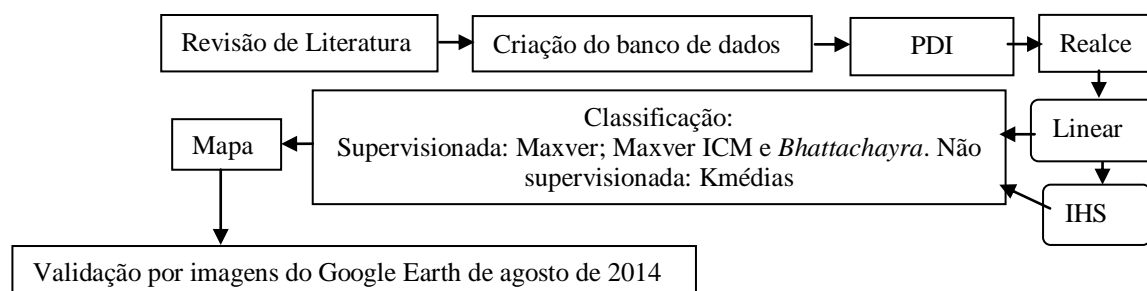 Revisão de Literatura
Criação do banco de dados
PDI
Realce
Linear
IHS
Classificação:
Supervisionada: Maxver; Maxver ICM e Bhattachayra. Não
supervisionada: Kmédias
Mapa
Validação por imagens do Google Earth de agosto de 2014